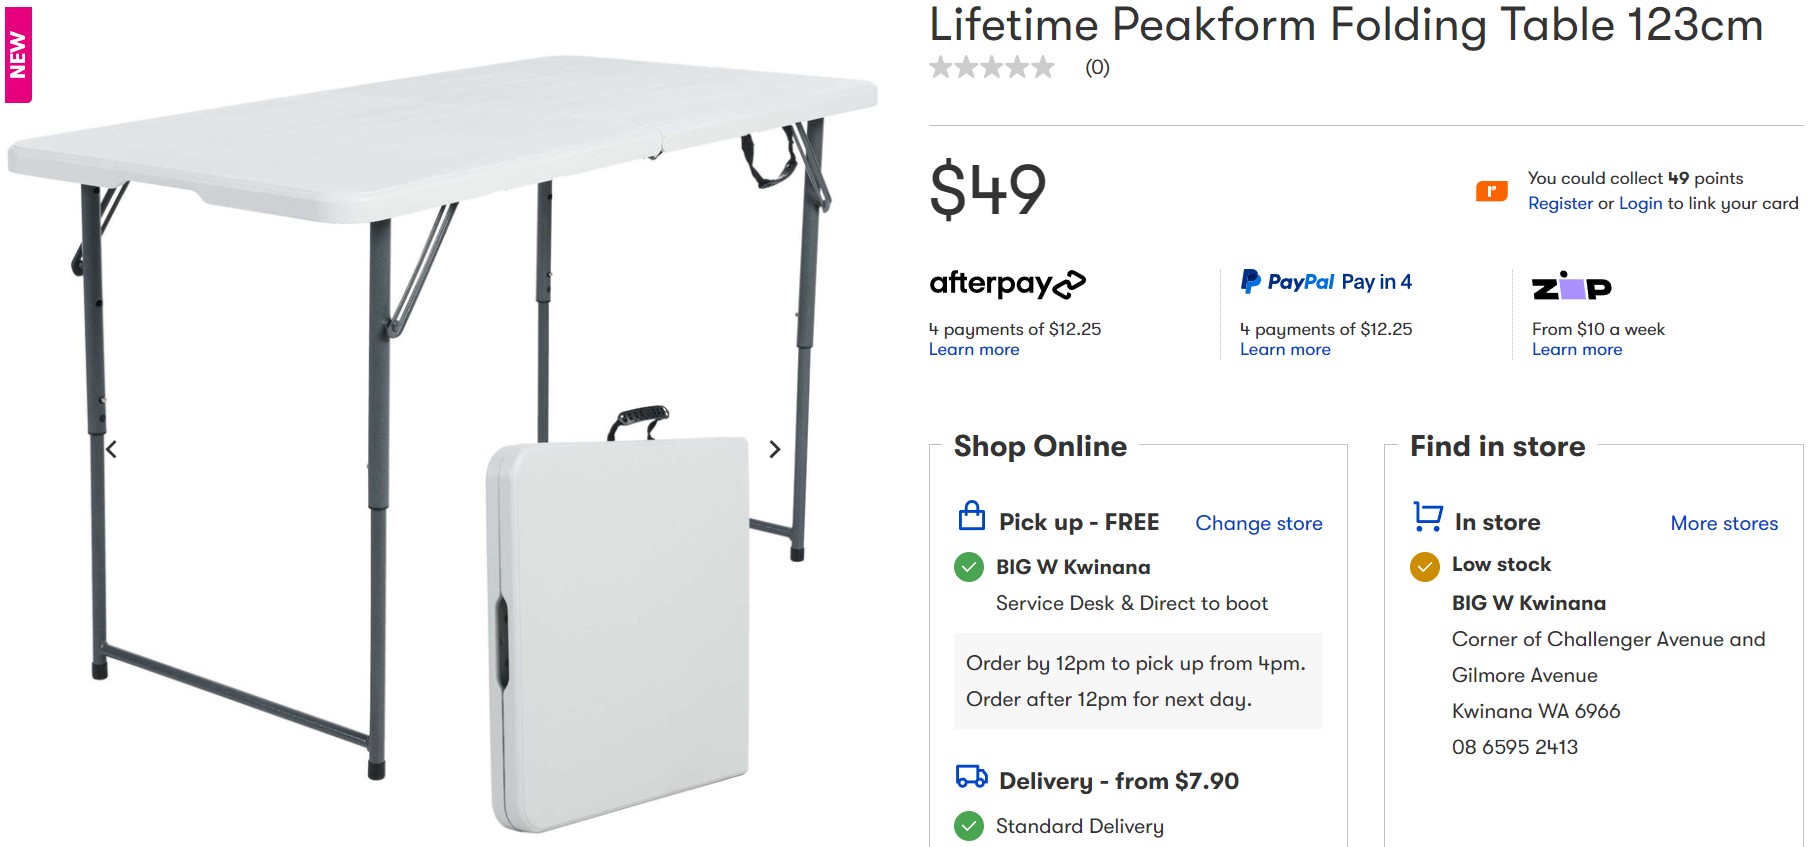 NEW
Lifetime Peakform Folding Table 123cm
(0)
$49
You could collect 49 points
Register or Login to link your card
afterpay
4 payments of $12.25
Learn more
PayPal Pay in 4
4 payments of $12.25
Learn more
ZIP
From $10 a week
Learn more
Shop Online
Pick up - FREE
Change store
BIG W Kwinana
Service Desk & Direct to boot
Order by 12pm to pick up from 4pm.
Order after 12pm for next day.
Delivery - from $7.90
Standard Delivery
Find in store
In store
More stores
Low stock
BIG W Kwinana
Corner of Challenger Avenue and
Gilmore Avenue
Kwinana WA 6966
08 6595 2413